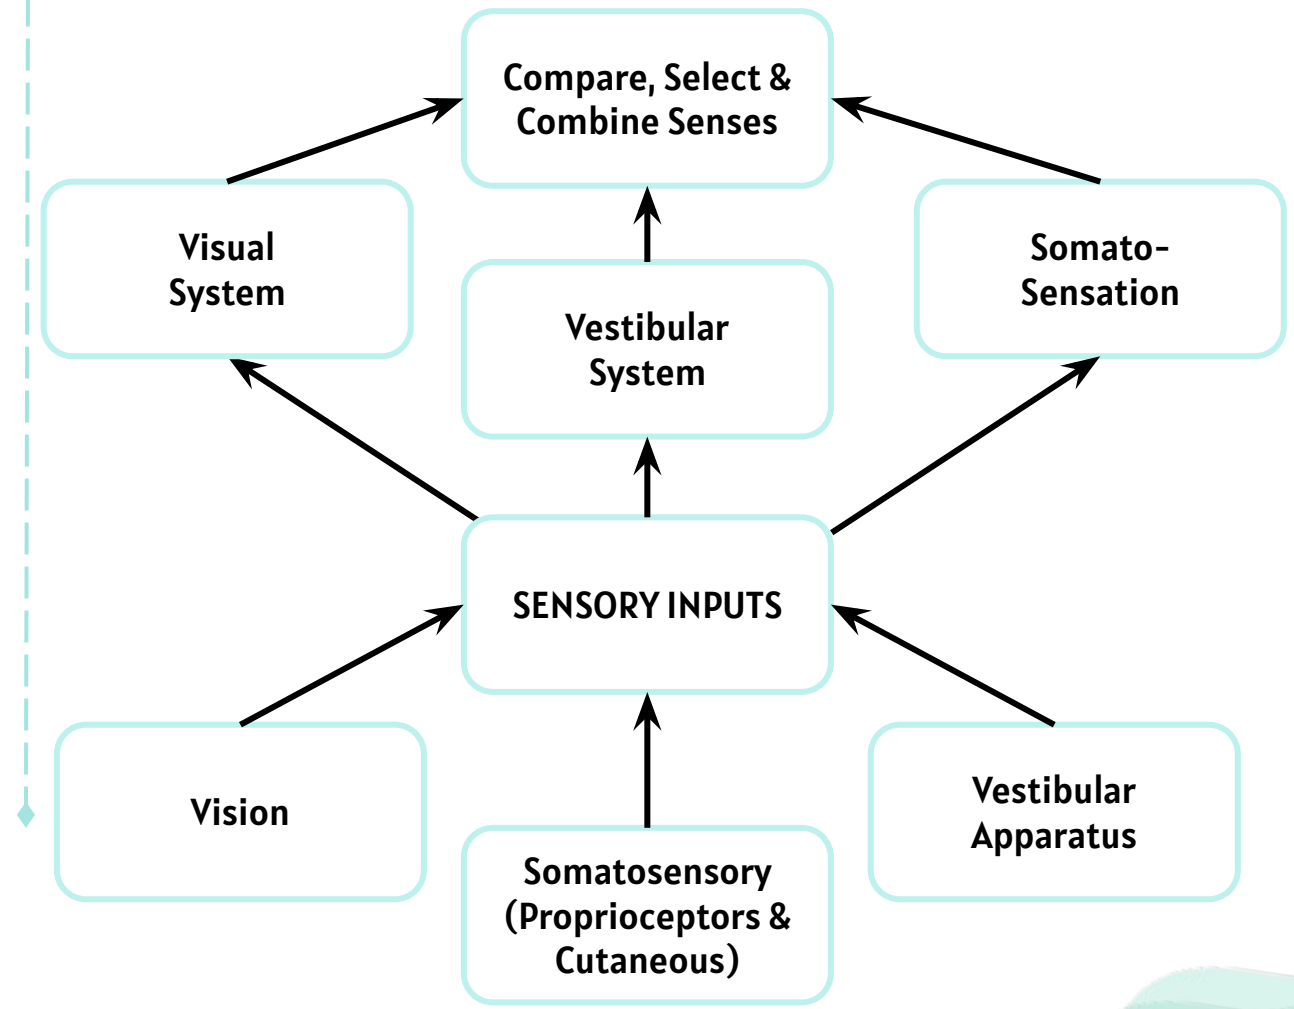 Compare, Select &
Combine Senses
Visual
System
Vestibular
System
Somato-
Sensation
SENSORY INPUTS
Vision
Somatosensory
(Proprioceptors &
Cutaneous)
Vestibular
Apparatus